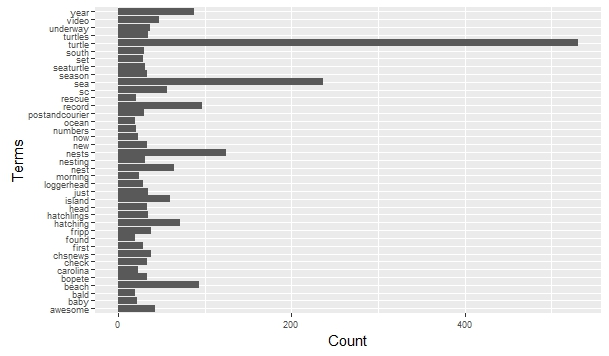 year
video
underway
turtles
turtle
south
set
seaturtle
season
sea
sc
rescue
record
postandcourier
ocean
numbers
now
new
nests
nesting
nest
morning
loggerhead
just
island
head
hatchlings
hatching
fripp
found
first
chsnews
check
carolina
bopete
beach
bald
baby
awesome
Terms
0 200 400
Count